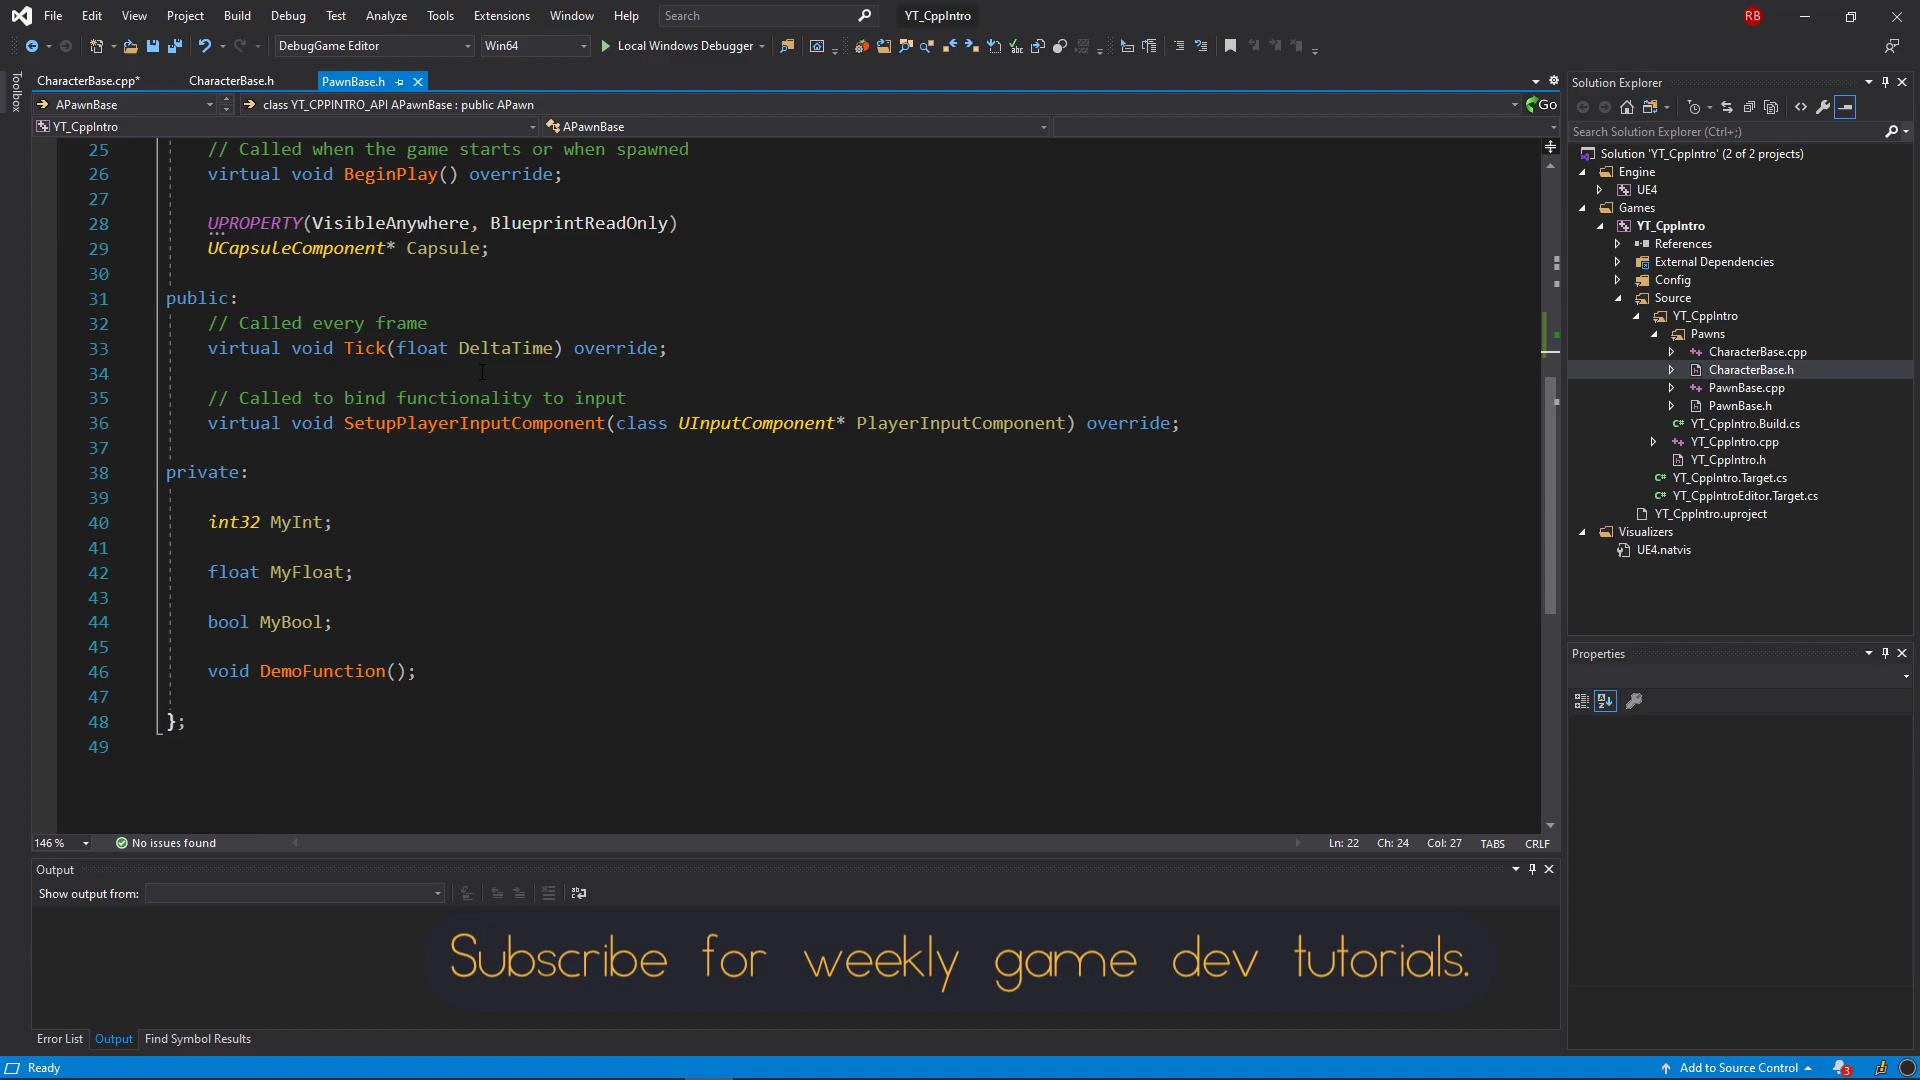 File Edit View Project Build Debug Test Analyze Tools Extensions Window Help Search YT_CppIntro RB
DebugGame Editor Win64 Local Windows Debugger
Toolbox
CharacterBase.cpp* CharacterBase.h PawnBase.h
APawnBase class YT_CPPINTRO_API APawnBase : public APawn Go
YT_CppIntro APawnBase
25 // Called when the game starts or when spawned
26 virtual void BeginPlay() override;
27
28 UPROPERTY(VisibleAnywhere, BlueprintReadOnly)
29 UCapsuleComponent* Capsule;
30
31 public:
32 // Called every frame
33 virtual void Tick(float DeltaTime) override;
34
35 // Called to bind functionality to input
36 virtual void SetupPlayerInputComponent(class UInputComponent* PlayerInputComponent) override;
37
38 private:
39
40 int32 MyInt;
41
42 float MyFloat;
43
44 bool MyBool;
45
46 void DemoFunction();
47
48 };
49
146 % No issues found Ln: 22 Ch: 24 Col: 27 TABS CRLF
Output
Show output from:
Subscribe for weekly game dev tutorials.
Error List Output Find Symbol Results
Solution Explorer
Search Solution Explorer (Ctrl+;)
Solution 'YT_CppIntro' (2 of 2 projects)
Engine
UE4
Games
YT_CppIntro
References
External Dependencies
Config
Source
YT_CppIntro
Pawns
CharacterBase.cpp
CharacterBase.h
PawnBase.cpp
PawnBase.h
YT_CppIntro.Build.cs
YT_CppIntro.cpp
YT_CppIntro.h
YT_CppIntro.Target.cs
YT_CppIntroEditor.Target.cs
YT_CppIntro.uproject
Visualizers
UE4.natvis
Properties
Ready Add to Source Control 3